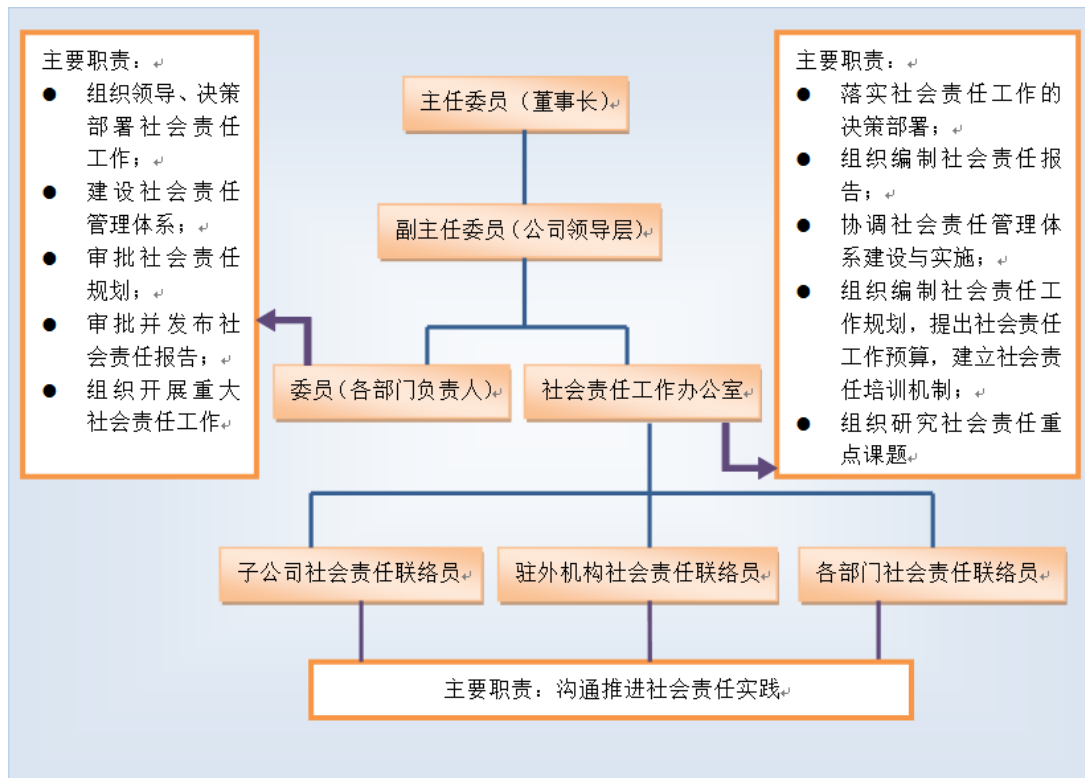 主要职责：
● 组织领导、决策
部署社会责任
工作；
● 建设社会责任
管理体系；
● 审批社会责任
规划；
● 审批并发布社
会责任报告；
● 组织开展重大
社会责任工作
主任委员（董事长）
副主任委员(公司领导层)
委员(各部门负责人)
社会责任工作办公室
主要职责：
● 落实社会责任工作的
决策部署；
● 组织编制社会责任报
告；
● 协调社会责任管理体
系建设与实施；
● 组织编制社会责任工
作规划，提出社会责任
工作预算，建立社会责
任培训机制；
● 组织研究社会责任重
点课题
子公司社会责任联络员
驻外机构社会责任联络员
各部门社会责任联络员
主要职责：沟通推进社会责任实践